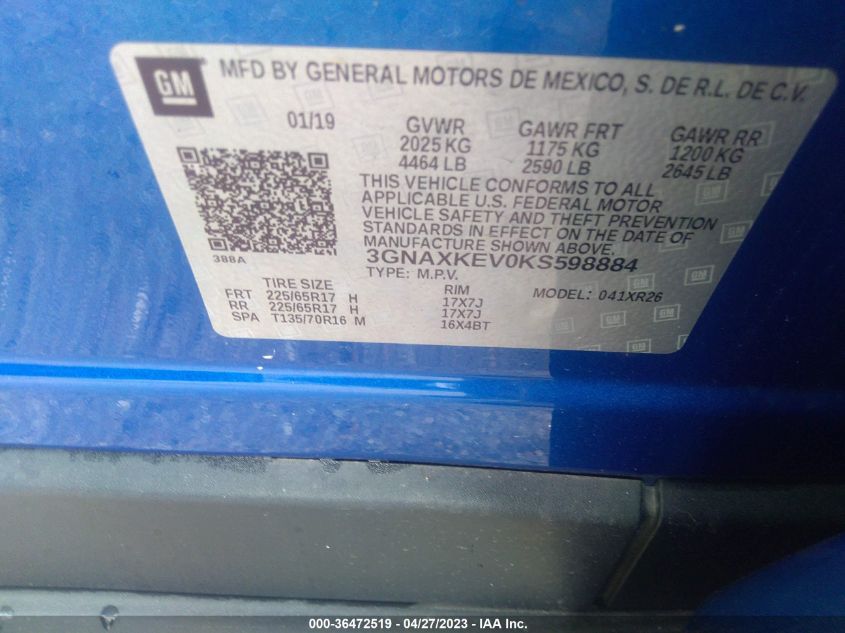 GM MFD BY GENERAL MOTORS DE MEXICO, S. DE R.L. DE C.V.
01/19 GVWR GAWR FRT GAWR RR
2025 KG 1175 KG 1200 KG
4464 LB 2590 LB 2645 LB
THIS VEHICLE CONFORMS TO ALL
APPLICABLE U.S. FEDERAL MOTOR
VEHICLE SAFETY AND THEFT PREVENTION
STANDARDS IN EFFECT ON THE DATE OF
MANUFACTURE SHOWN ABOVE.
388A 3GNAXKEV0KS598884
TYPE: M.P.V.
TIRE SIZE RIM MODEL: 041XR26
FRT 225/65R17 H 17X7J
RR 225/65R17 H 17X7J
SPA T135/70R16 M 16X4BT
000-36472519 - 04/27/2023 - IAA Inc.